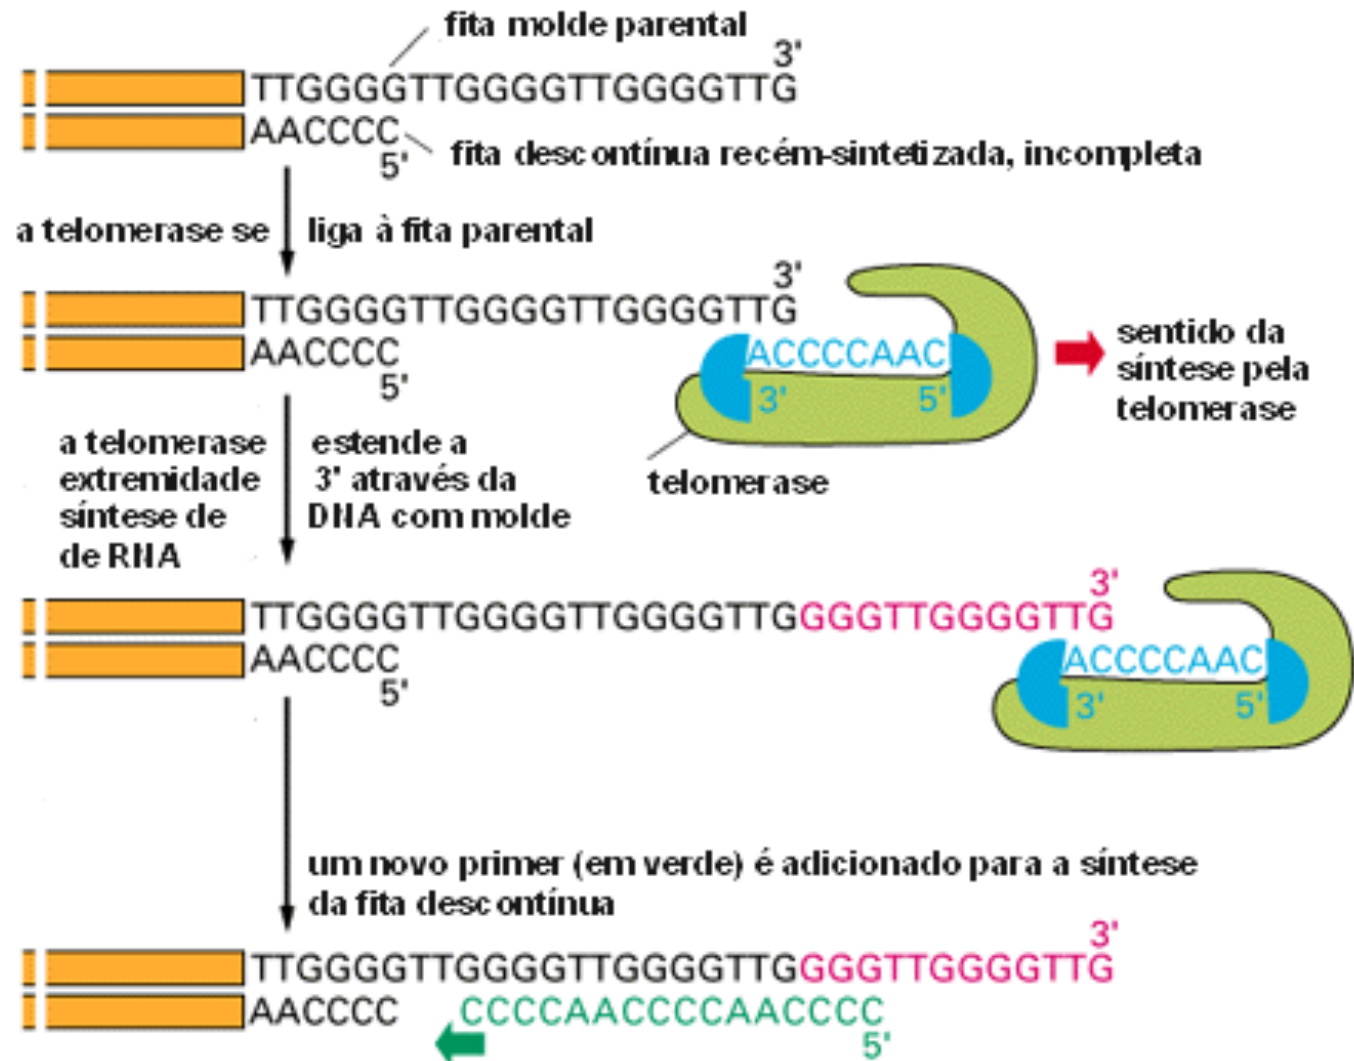 fita molde parental
3'
TTGGGGTTGGGGTTGGGGTTG
AACCCC
5'
fita descontínua recém-sintetizada, incompleta
a telomerase se
liga à fita parental
3'
TTGGGGTTGGGGTTGGGGTTG
AACCCC
5'
ACCCCAAC
3'
5'
sentido da
síntese pela
telomerase
telomerase
a telomerase
estende a
extremidade
3' através da
síntese de
DNA com molde
de RNA
3'
TTGGGGTTGGGGTTGGGGTTGGGGTTGGGGTTG
AACCCC
5'
ACCCCAAC
3'
5'
um novo primer (em verde) é adicionado para a síntese
da fita descontínua
3'
TTGGGGTTGGGGTTGGGGTTGGGGTTGGGGTTG
AACCCC
CCCCAACCCCAACCCC
5'